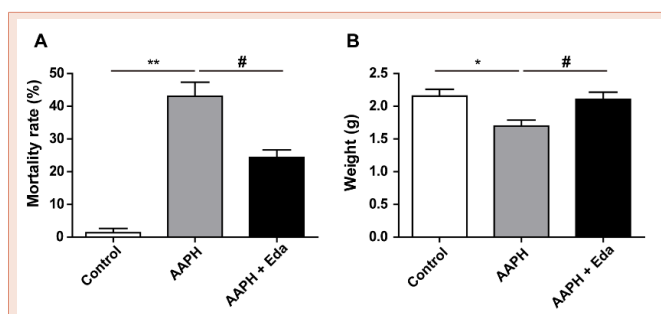 A
** #
Mortality rate (%)
50
40
30
20
10
0
Control
AAPH
AAPH + Eda
B
* #
Weight (g)
2.5
2.0
1.5
1.0
0.5
0.0
Control
AAPH
AAPH + Eda